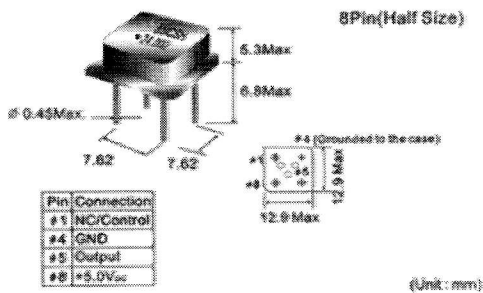 8Pin(Half Size)
5.3Max
6.8Max
Ø 0.45Max
7.62
7.62
#4 (Grounded to the case)
#1
#5
#8
12.9 Max
12.9 Max
Pin Connection
#1 NC/Control
#4 GND
#5 Output
#8 +5.0VDC
(Unit : mm)